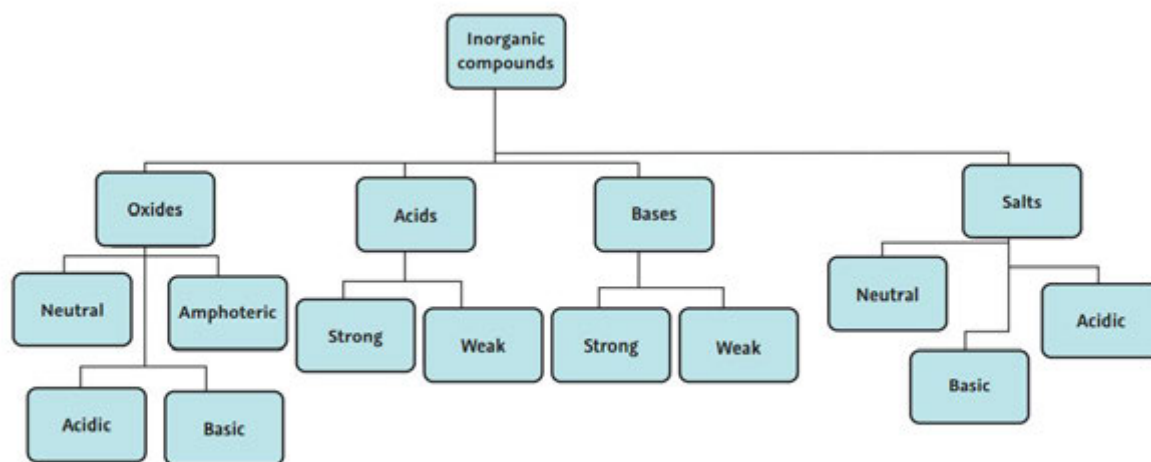 Inorganic
compounds
Oxides
Acids
Bases
Salts
Neutral
Amphoteric
Strong
Weak
Strong
Weak
Neutral
Acidic
Acidic
Basic
Basic